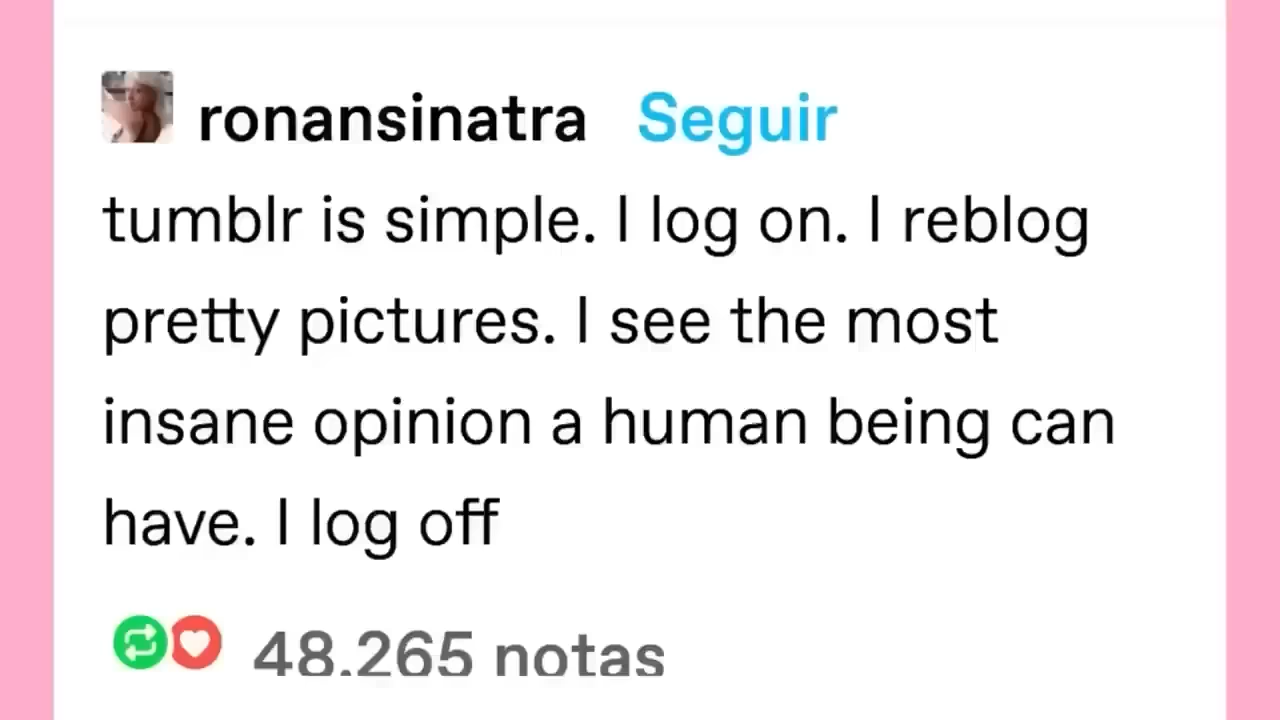 ronansinatra Seguir
tumblr is simple. I log on. I reblog
pretty pictures. I see the most
insane opinion a human being can
have. I log off
48.265 notas